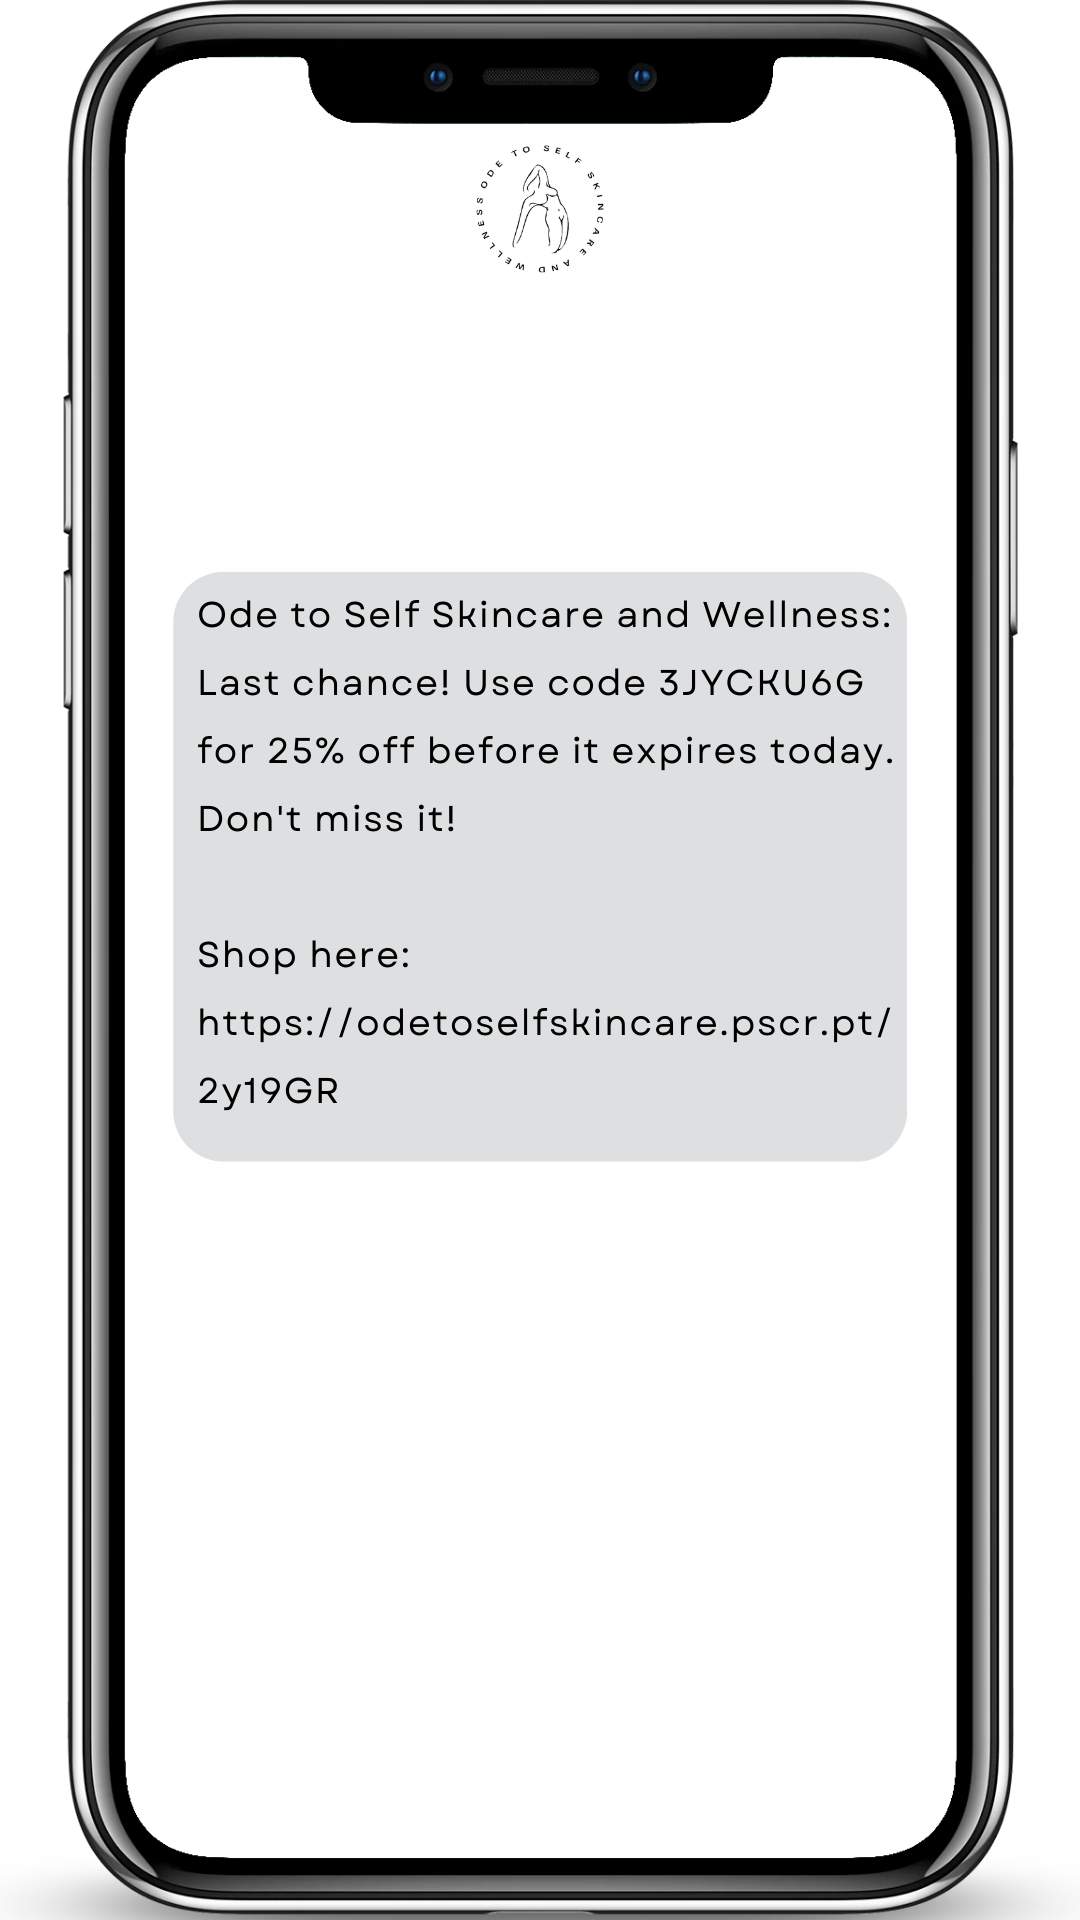 ODE TO SELF SKINCARE AND WELLNESS
Ode to Self Skincare and Wellness:
Last chance! Use code 3JYCKU6G
for 25% off before it expires today.
Don't miss it!
Shop here:
https://odetoselfskincare.pscr.pt/
2y19GR